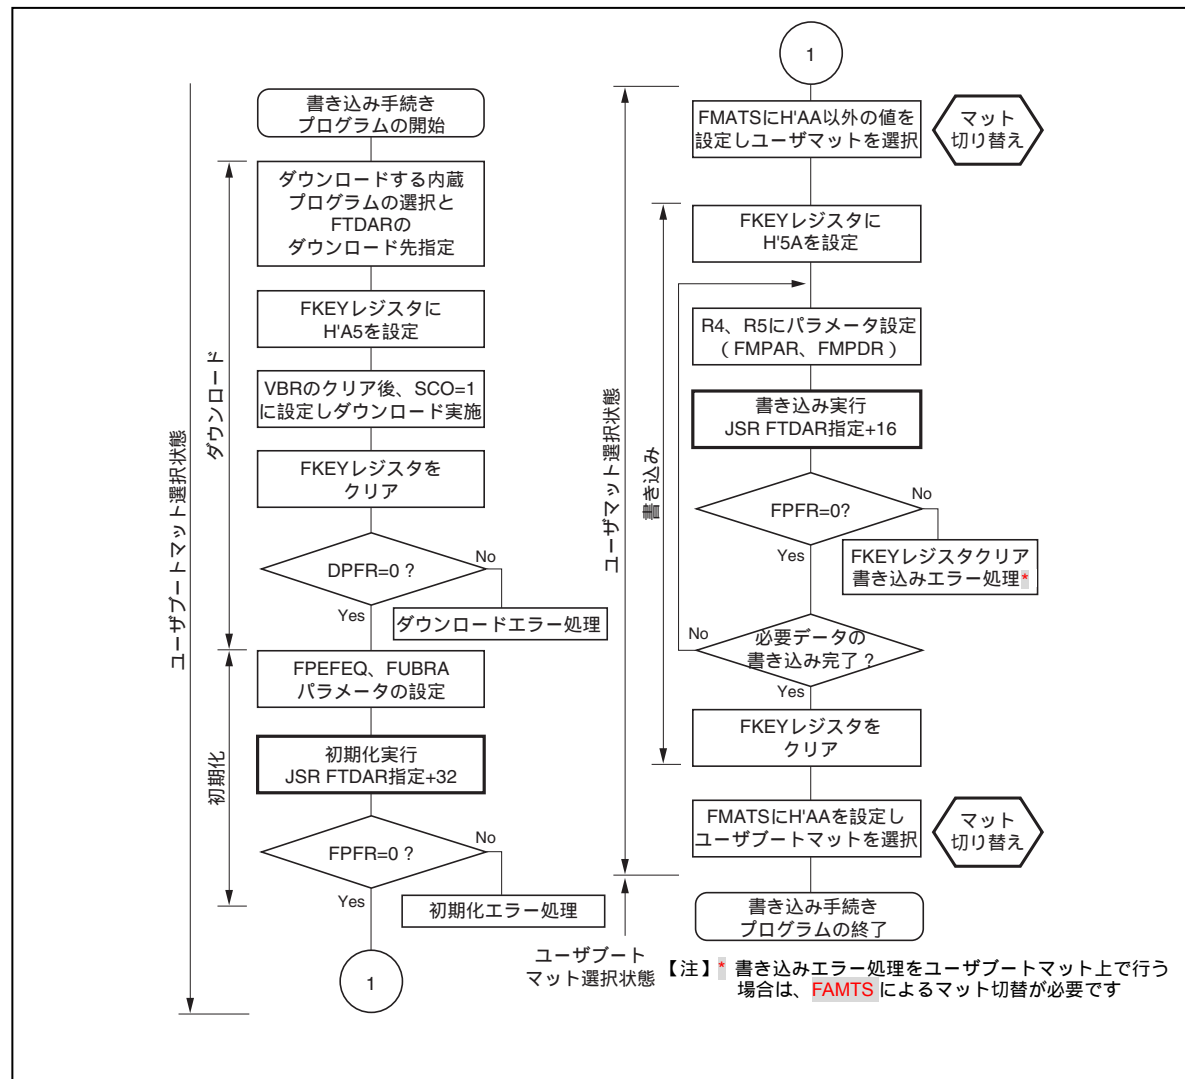 書き込み手続き
プログラムの開始
ダウンロードする内蔵
プログラムの選択と
FTDARの
ダウンロード先指定
FKEYレジスタに
H'A5を設定
VBRのクリア後、SCO=1
に設定しダウンロード実施
FKEYレジスタを
クリア
DPFR=0 ?
No
Yes
ダウンロードエラー処理
FPEFEQ、FUBRA
パラメータの設定
初期化実行
JSR FTDAR指定+32
FPFR=0 ?
No
Yes
初期化エラー処理
1
ダウンロード
初期化
ユーザブートマット選択状態
1
FMATSにH'AA以外の値を
設定しユーザマットを選択
マット
切り替え
FKEYレジスタに
H'5Aを設定
R4、R5にパラメータ設定
（FMPAR、FMPDR）
書き込み実行
JSR FTDAR指定+16
FPFR=0?
No
Yes
FKEYレジスタクリア
書き込みエラー処理*
必要データの
書き込み完了？
No
Yes
FKEYレジスタを
クリア
FMATSにH'AAを設定し
ユーザブートマットを選択
マット
切り替え
書き込み手続き
プログラムの終了
書き込み
ユーザマット選択状態
ユーザブート
マット選択状態
【注】* 書き込みエラー処理をユーザブートマット上で行う
場合は、FAMTSによるマット切替が必要です